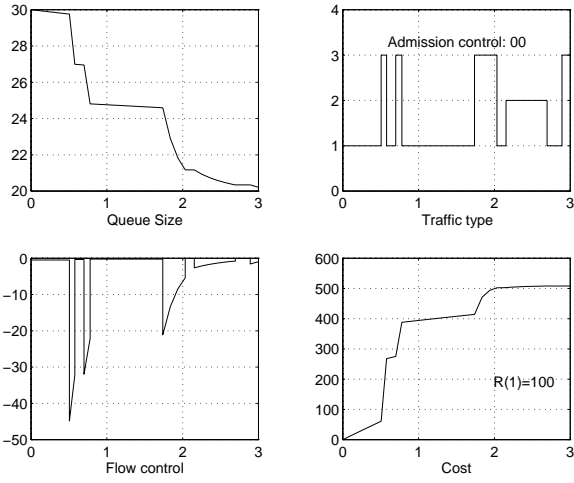 30
28
26
24
22
20
0 1 2 3
Queue Size
4
3
2
1
0
Admission control: 00
0 1 2 3
Traffic type
0
−10
−20
−30
−40
−50
0 1 2 3
Flow control
600
500
400
300
200
100
0
R(1)=100
0 1 2 3
Cost